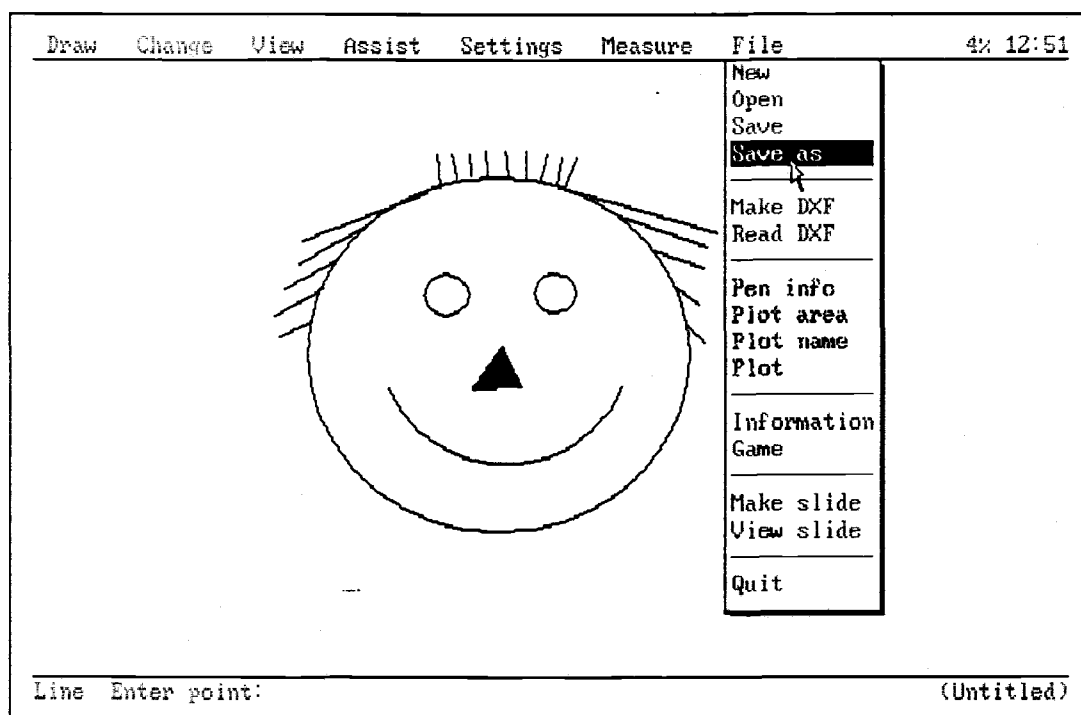 Draw Change View Assist Settings Measure File 4% 12:51
New
Open
Save
Save as
Make DXF
Read DXF
Pen info
Plot area
Plot name
Plot
Information
Game
Make slide
View slide
Quit
Line Enter point: (Untitled)